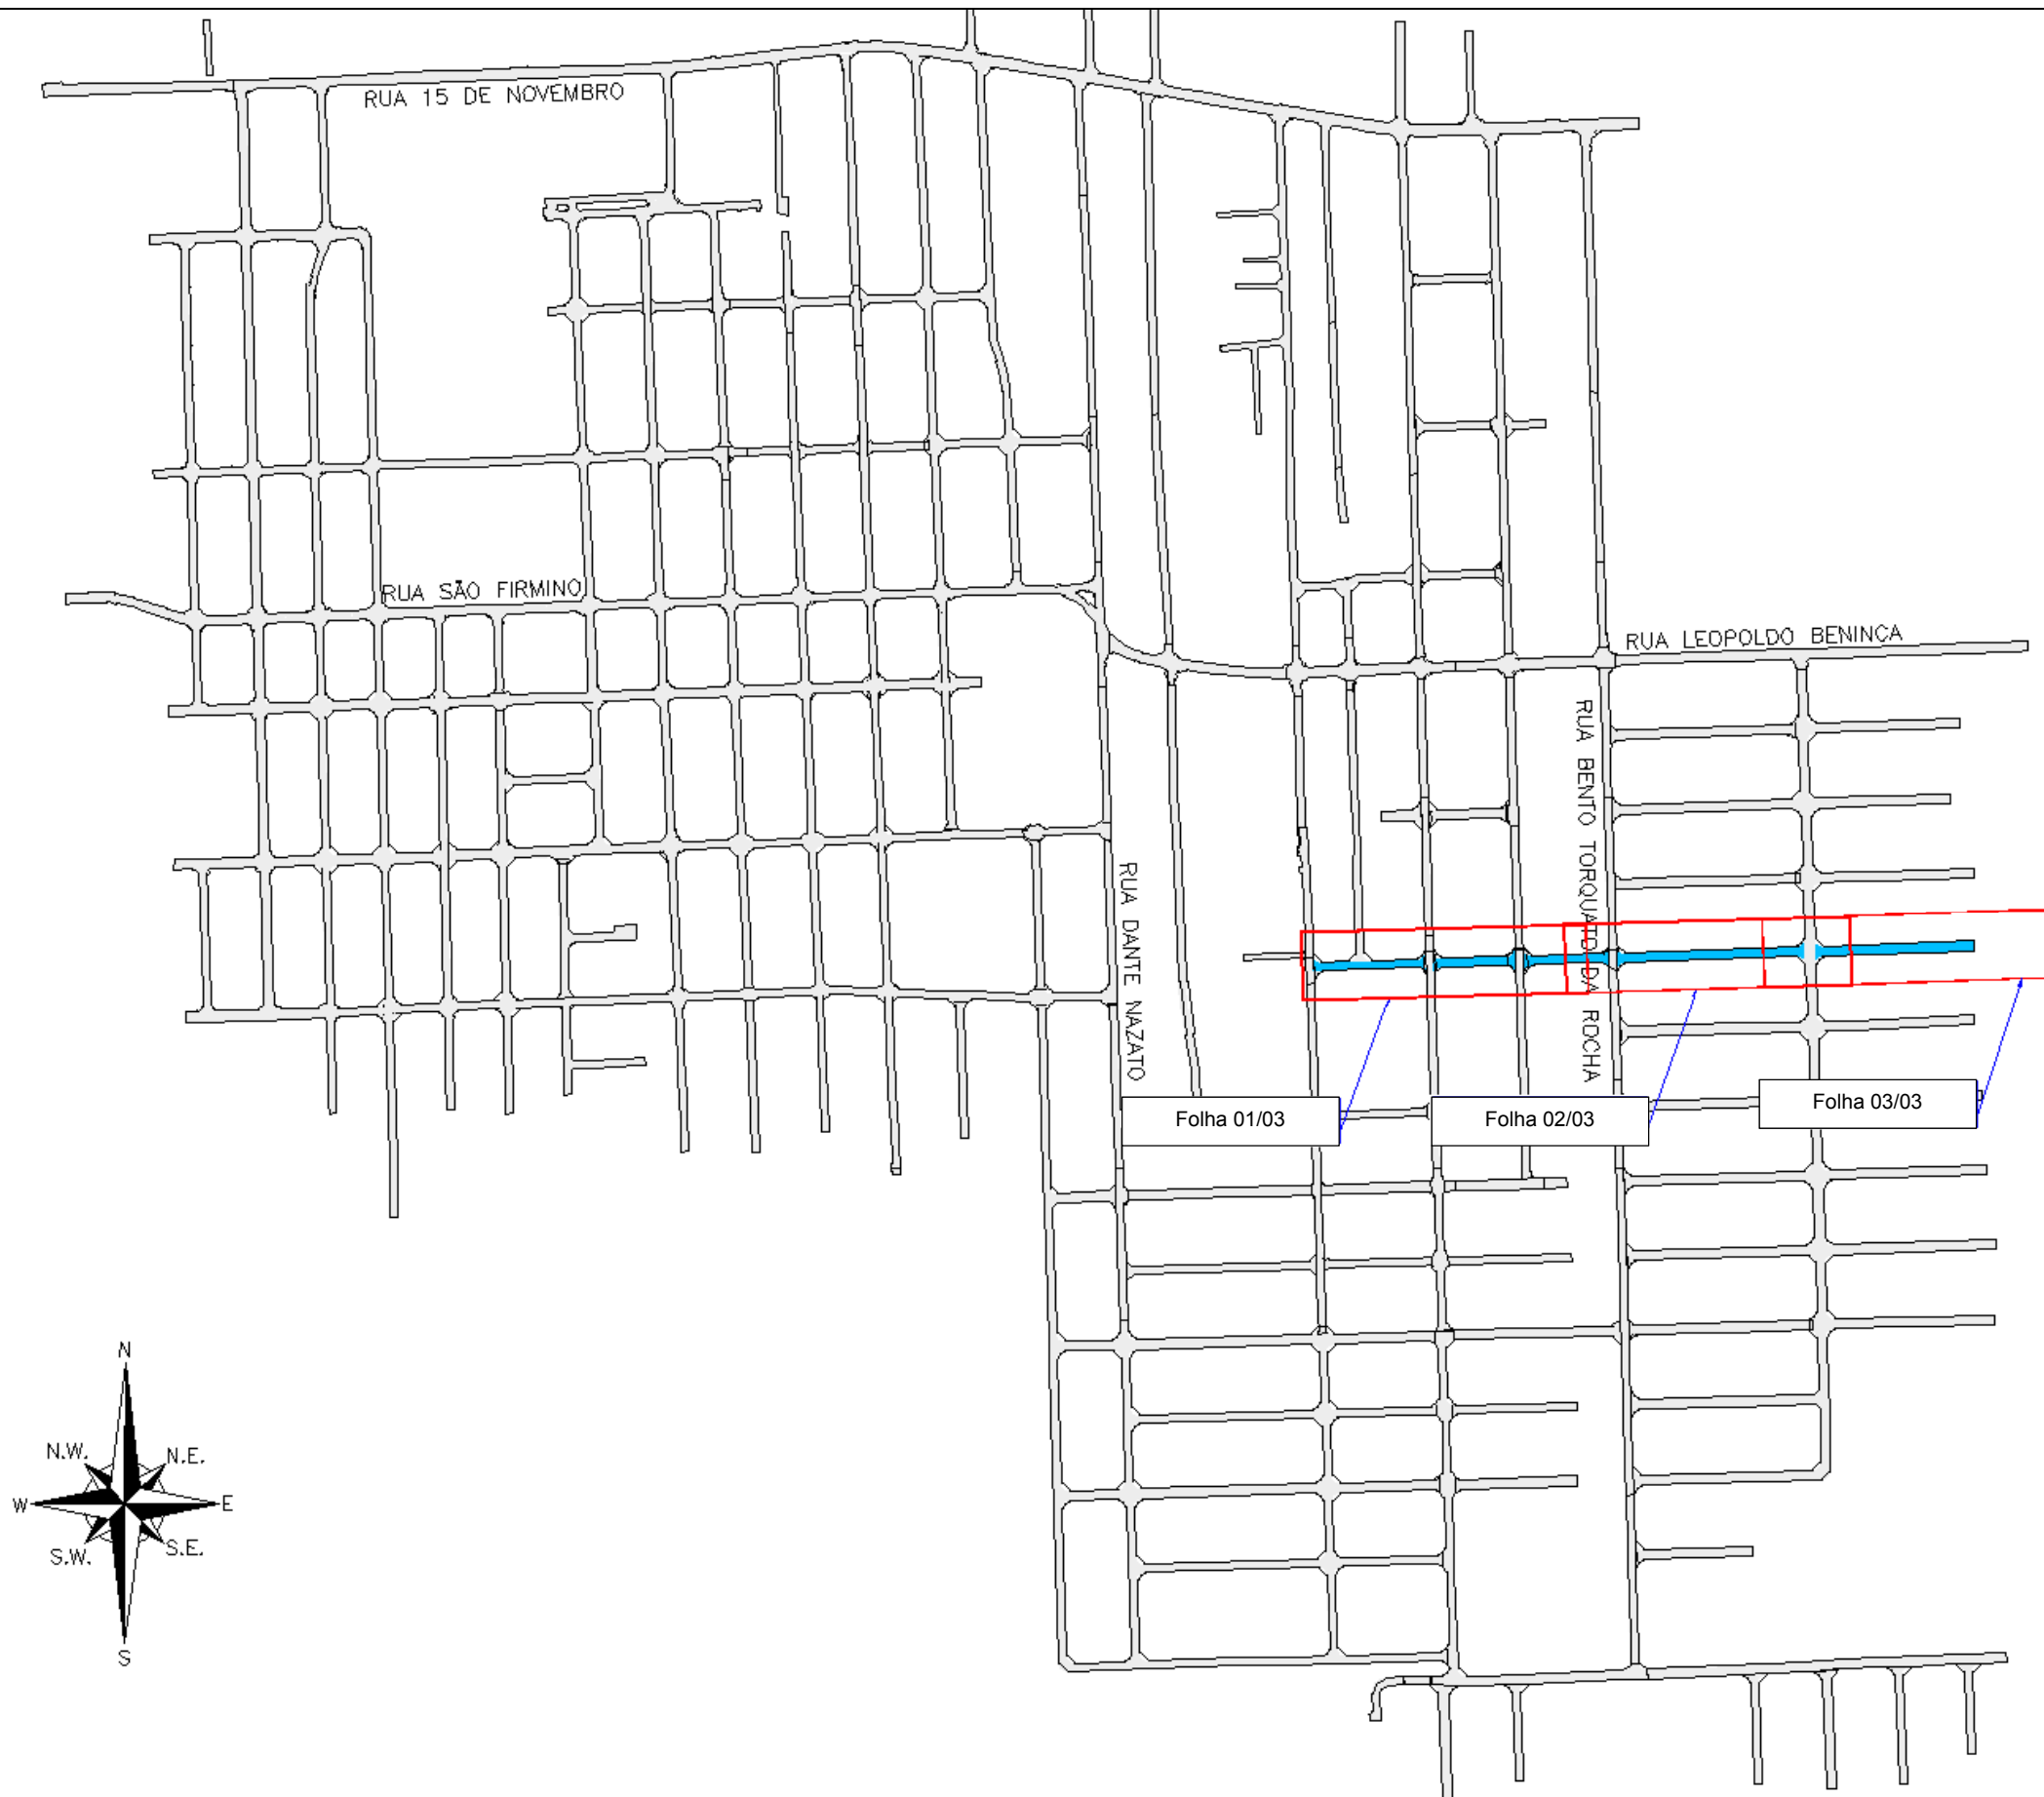 RUA 15 DE NOVEMBRO
RUA SÃO FIRMINO
RUA LEOPOLDO BENINCA
RUA BENTO TORQUATO DA ROCHA
RUA DANTE NAZATO
Folha 01/03
Folha 02/03
Folha 03/03
N
N.W.
N.E.
W
E
S.W.
S.E.
S